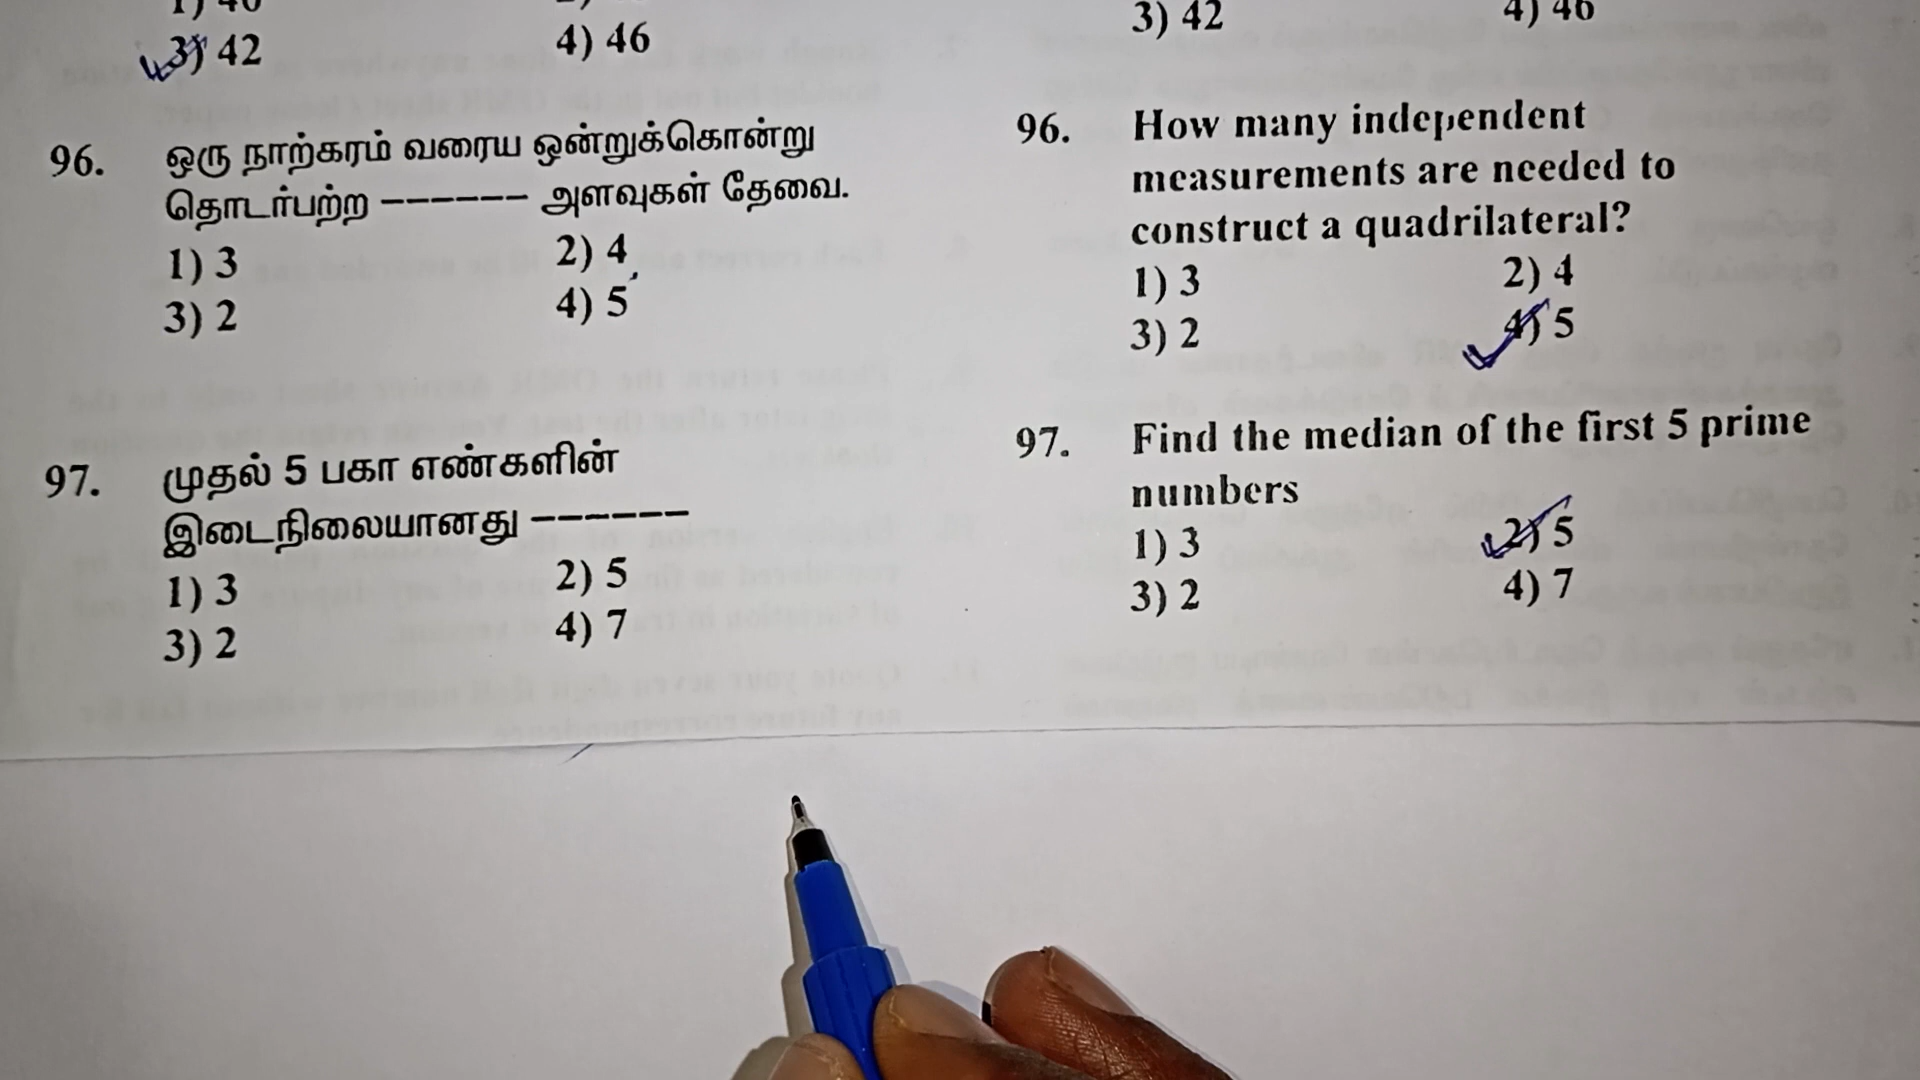 3) 42 4) 46
96. ஒரு நாற்கரம் வரைய ஒன்றுக்கொன்று
தொடர்பற்ற ------ அளவுகள் தேவை.
1) 3 2) 4
3) 2 4) 5
97. முதல் 5 பகா எண்களின்
இடைநிலையானது ------
1) 3 2) 5
3) 2 4) 7
3) 42 4) 46
96. How many independent
measurements are needed to
construct a quadrilateral?
1) 3 2) 4
3) 2 4) 5
97. Find the median of the first 5 prime
numbers
1) 3 2) 5
3) 2 4) 7